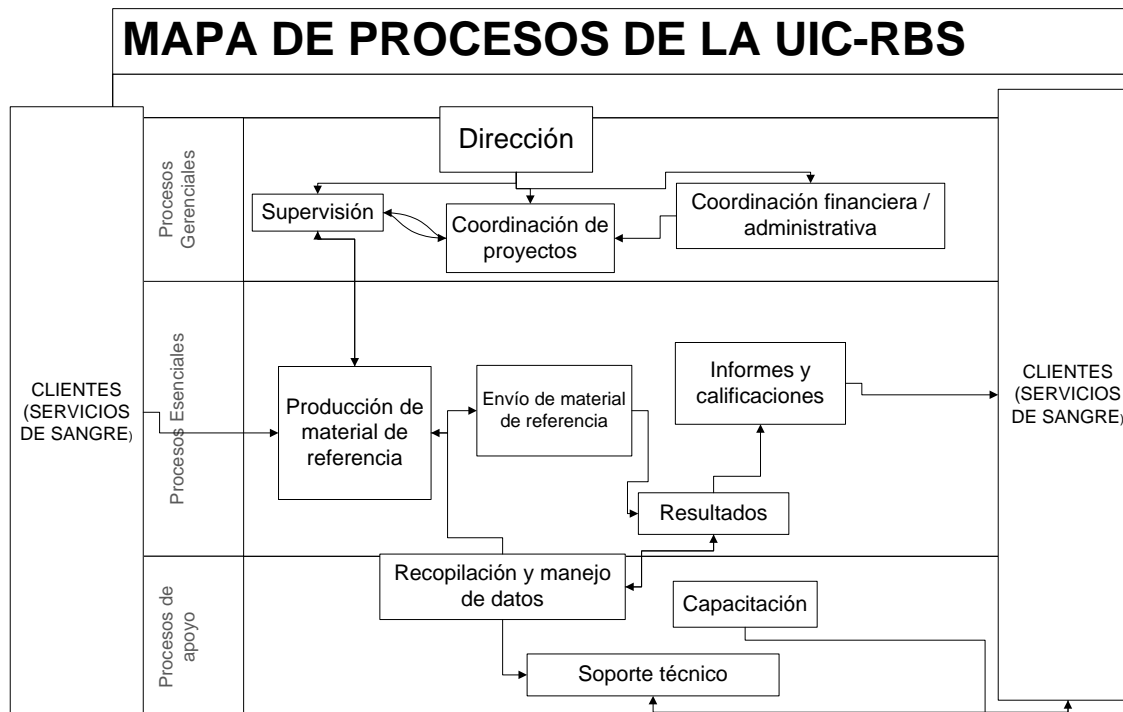 MAPA DE PROCESOS DE LA UIC-RBS
CLIENTES
(SERVICIOS
DE SANGRE)
Procesos
Gerenciales
Dirección
Supervisión
Coordinación de
proyectos
Coordinación financiera /
administrativa
Procesos Esenciales
Producción de
material de
referencia
Envío de material
de referencia
Informes y
calificaciones
Resultados
Procesos de
apoyo
Recopilación y manejo
de datos
Capacitación
Soporte técnico
CLIENTES
(SERVICIOS
DE SANGRE)